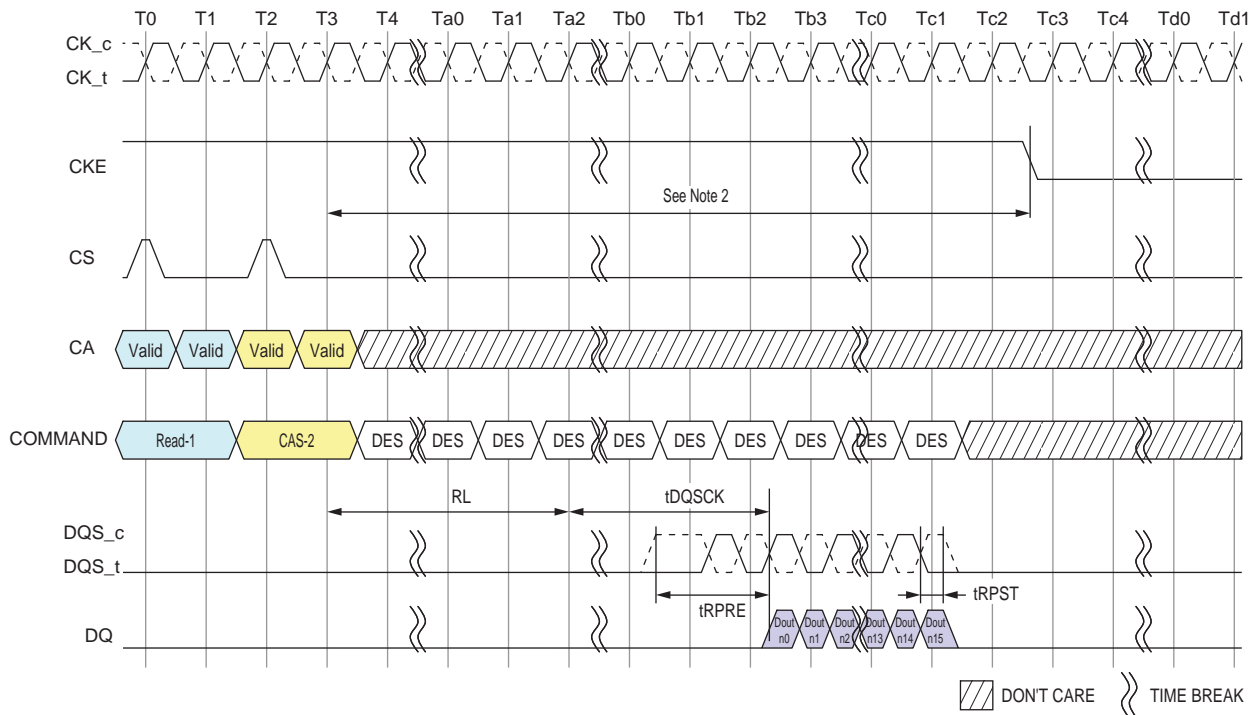 T0 T1 T2 T3 T4 Ta0 Ta1 Ta2 Tb0 Tb1 Tb2 Tb3 Tc0 Tc1 Tc2 Tc3 Tc4 Td0 Td1
CK_c
CK_t
CKE
See Note 2
CS
CA Valid Valid Valid Valid
COMMAND Read-1 CAS-2 DES DES DES DES DES DES DES DES DES DES
RL tDQSCK
DQS_c
DQS_t
tRPRE tRPST
DQ
Dout n0
Dout n1
Dout n2
Dout n13
Dout n14
Dout n15
DON'T CARE TIME BREAK